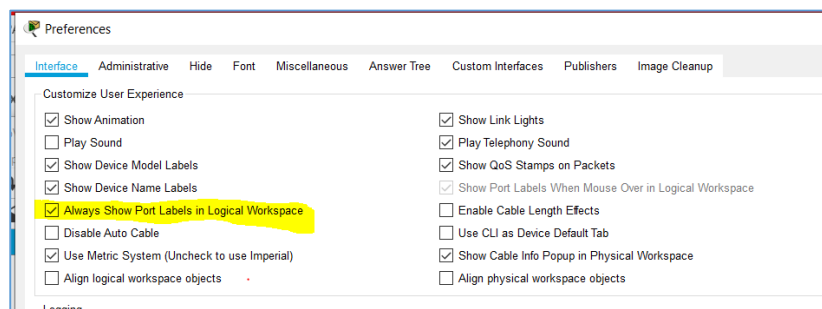 Preferences
Interface Administrative Hide Font Miscellaneous Answer Tree Custom Interfaces Publishers Image Cleanup
Customize User Experience
Show Animation Show Link Lights
Play Sound Play Telephony Sound
Show Device Model Labels Show QoS Stamps on Packets
Show Device Name Labels Show Port Labels When Mouse Over in Logical Workspace
Always Show Port Labels in Logical Workspace Enable Cable Length Effects
Disable Auto Cable Use CLI as Device Default Tab
Use Metric System (Uncheck to use Imperial) Show Cable Info Popup in Physical Workspace
Align logical workspace objects Align physical workspace objects